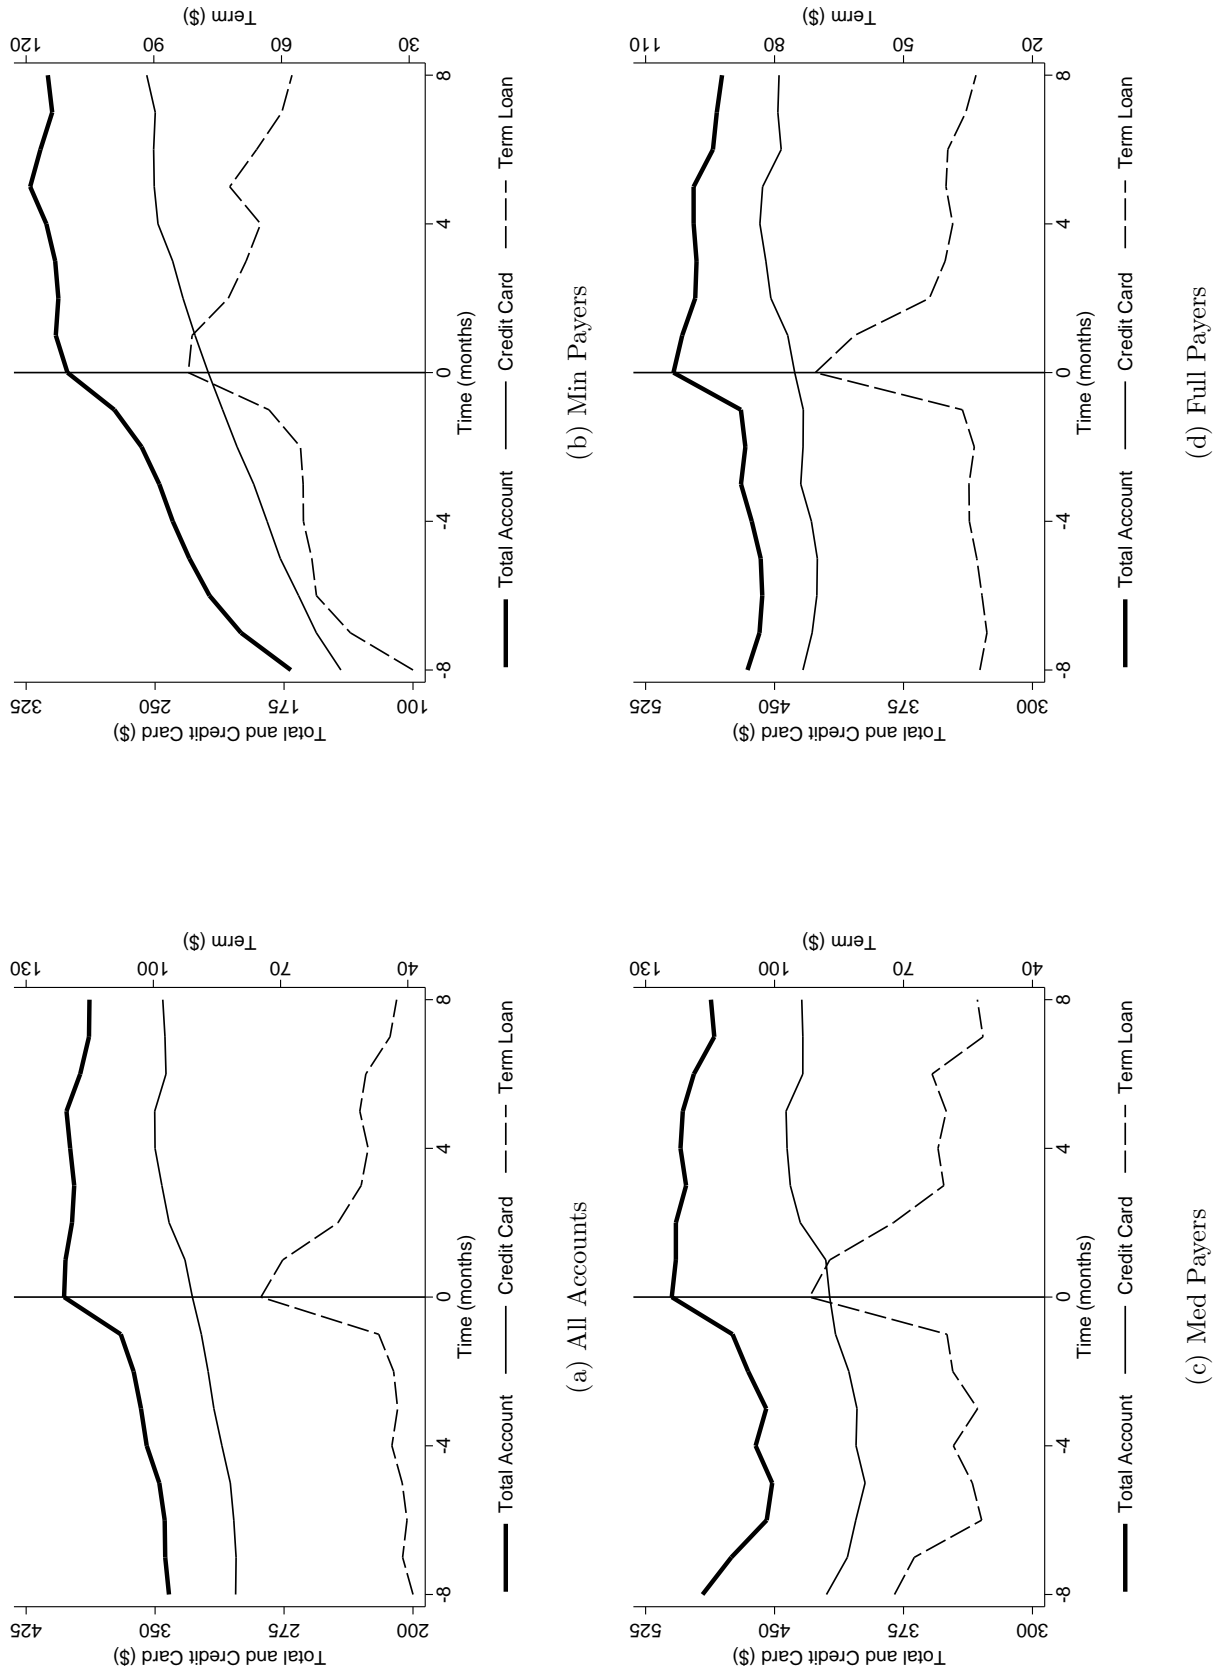 Total and Credit Card ($)
200 275 350 425
Term ($)
40 70 100 130
-8 -4 0 4 8
Time (months)
Total Account Credit Card Term Loan
(a) All Accounts
Total and Credit Card ($)
100 175 250 325
Term ($)
30 60 90 120
-8 -4 0 4 8
Time (months)
Total Account Credit Card Term Loan
(b) Min Payers
Total and Credit Card ($)
300 375 450 525
Term ($)
40 70 100 130
-8 -4 0 4 8
Time (months)
Total Account Credit Card Term Loan
(c) Med Payers
Total and Credit Card ($)
300 375 450 525
Term ($)
20 50 80 110
-8 -4 0 4 8
Time (months)
Total Account Credit Card Term Loan
(d) Full Payers